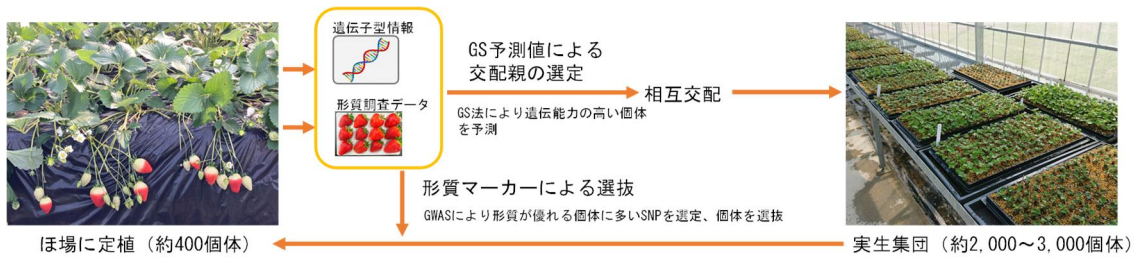 遺伝子型情報
形質調査データ
GS予測値による
交配親の選定
GS法により遺伝能力の高い個体
を予測
相互交配
形質マーカーによる選抜
GWASにより形質が優れる個体に多いSNPを選定、個体を選抜
ほ場に定植（約400個体）
実生集団（約2,000～3,000個体）